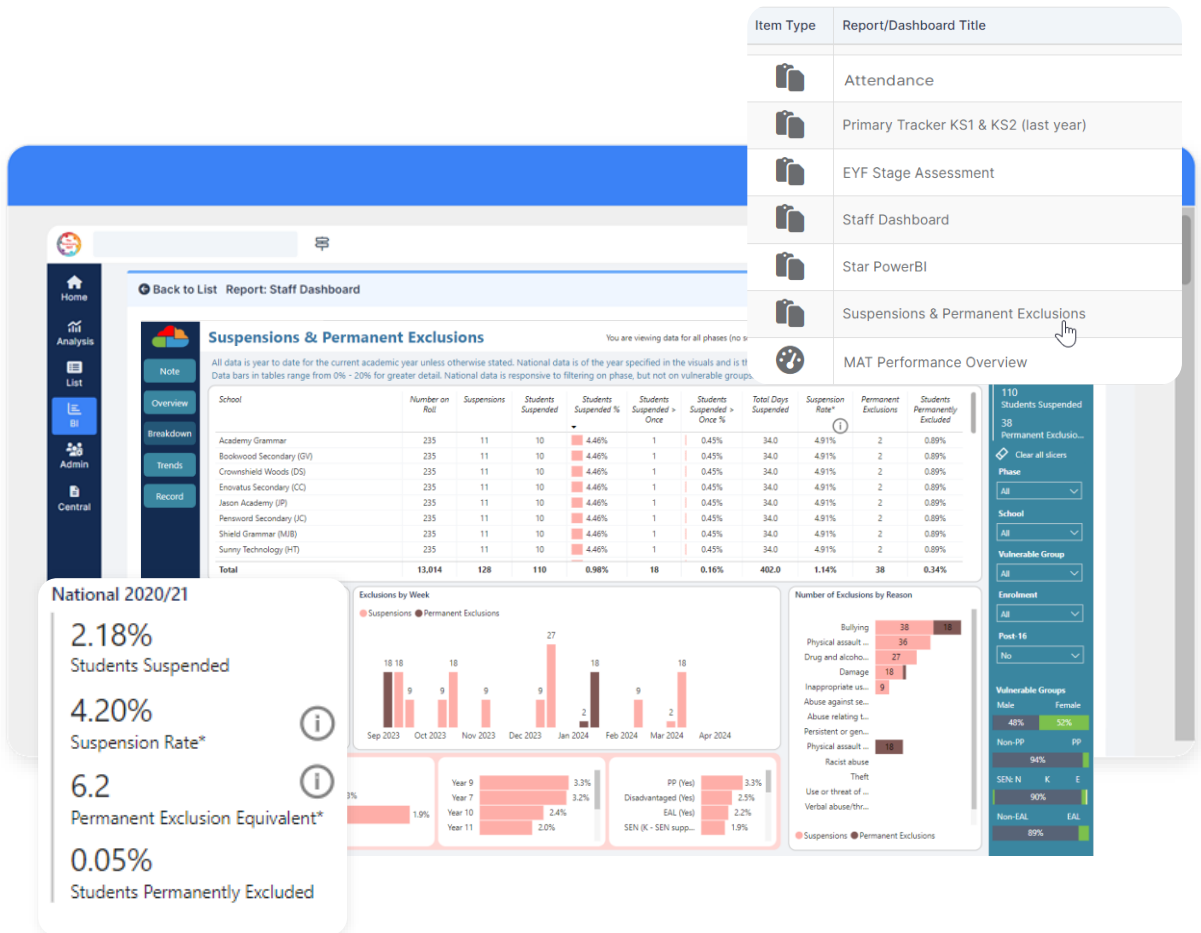 Item Type Report/Dashboard Title
Attendance
Primary Tracker KS1 & KS2 (last year)
EYF Stage Assessment
Staff Dashboard
Star PowerBI
Suspensions & Permanent Exclusions
MAT Performance Overview
Home
Analysis
List
BI
Admin
Central
Back to List Report: Staff Dashboard
Note
Overview
Breakdown
Trends
Record
Suspensions & Permanent Exclusions
You are viewing data for all phases (no
All data is year to date for the current academic year unless otherwise stated. National data is of the year specified in the visuals and is
Data bars in tables range from 0% - 20% for greater detail. National data is responsive to filtering on phase, but not on vulnerable groups.
School Number on Roll Suspensions Students Suspended Students Suspended % Students Suspended > Once Students Suspended > Once % Total Days Suspended Suspension Rate* Permanent Exclusions Students Permanently Excluded
Academy Grammar 235 11 10 4.46% 1 0.45% 34.0 4.91% 2 0.89%
Bookwood Secondary (GV) 235 11 10 4.46% 1 0.45% 34.0 4.91% 2 0.89%
Crownshield Woods (DS) 235 11 10 4.46% 1 0.45% 34.0 4.91% 2 0.89%
Enovatus Secondary (CC) 235 11 10 4.46% 1 0.45% 34.0 4.91% 2 0.89%
Jason Academy (JP) 235 11 10 4.46% 1 0.45% 34.0 4.91% 2 0.89%
Pensword Secondary (JC) 235 11 10 4.46% 1 0.45% 34.0 4.91% 2 0.89%
Shield Grammar (MJB) 235 11 10 4.46% 1 0.45% 34.0 4.91% 2 0.89%
Sunny Technology (HT) 235 11 10 4.46% 1 0.45% 34.0 4.91% 2 0.89%
Total 13,014 128 110 0.98% 18 0.16% 402.0 1.14% 38 0.34%
110
Students Suspended
38
Permanent Exclusio...
Clear all slicers
Phase
All
School
All
Vulnerable Group
All
Enrolment
All
Post-16
No
Vulnerable Groups
Male Female
48% 52%
Non-PP PP
94%
SEN: N K E
90%
Non-EAL EAL
89%
National 2020/21
2.18%
Students Suspended
4.20%
Suspension Rate*
6.2
Permanent Exclusion Equivalent*
0.05%
Students Permanently Excluded
Exclusions by Week
Suspensions Permanent Exclusions
27
18 18 18 18 18
9 9 9 9 9
2 2
Sep 2023 Oct 2023 Nov 2023 Dec 2023 Jan 2024 Feb 2024 Mar 2024 Apr 2024
Number of Exclusions by Reason
Bullying 38 18
Physical assault ... 36
Drug and alcoho... 27
Damage 18
Inappropriate us... 9
Abuse against se...
Abuse relating t...
Persistent or gen...
Physical assault ... 18
Racist abuse
Theft
Use or threat of ...
Verbal abuse/thr...
Suspensions Permanent Exclusions
1.9%
Year 9 3.3%
Year 7 3.2%
Year 10 2.4%
Year 11 2.0%
PP (Yes) 3.3%
Disadvantaged (Yes) 2.5%
EAL (Yes) 2.2%
SEN (K - SEN supp... 1.9%